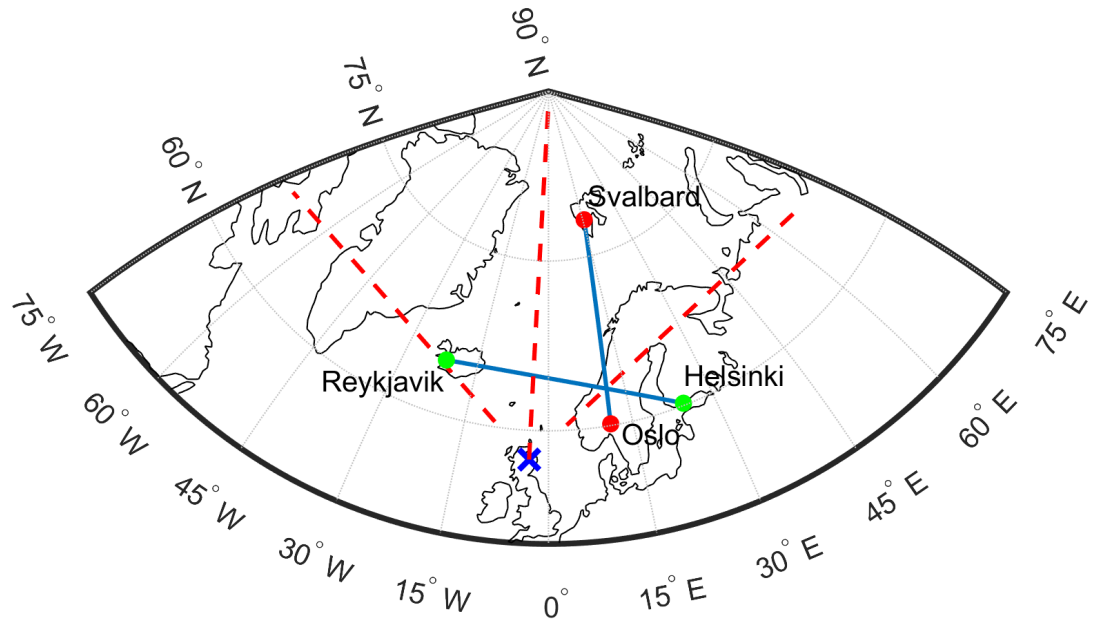 90° N
75° N
60° N
Svalbard
Reykjavik
Helsinki
Oslo
75° W
60° W
45° W
30° W
15° W
0°
15° E
30° E
45° E
60° E
75° E